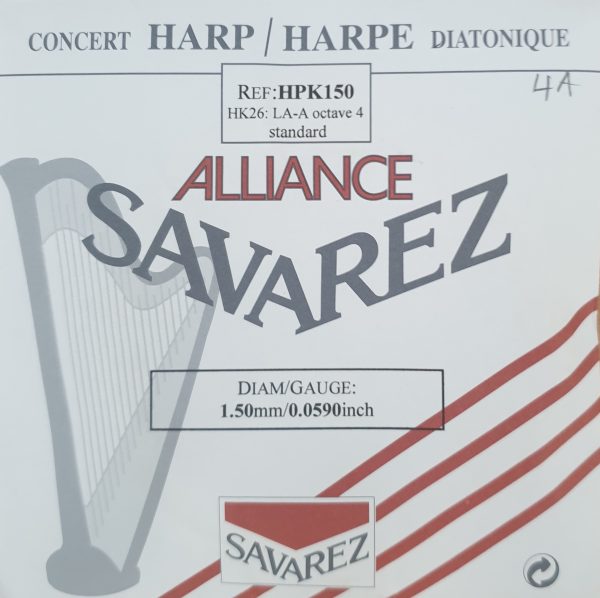 CONCERT HARP / HARPE DIATONIQUE
REF:HPK150
HK26: LA-A octave 4
standard
4A
ALLIANCE
SAVAREZ
DIAM/GAUGE:
1.50mm/0.0590inch
SAVAREZ